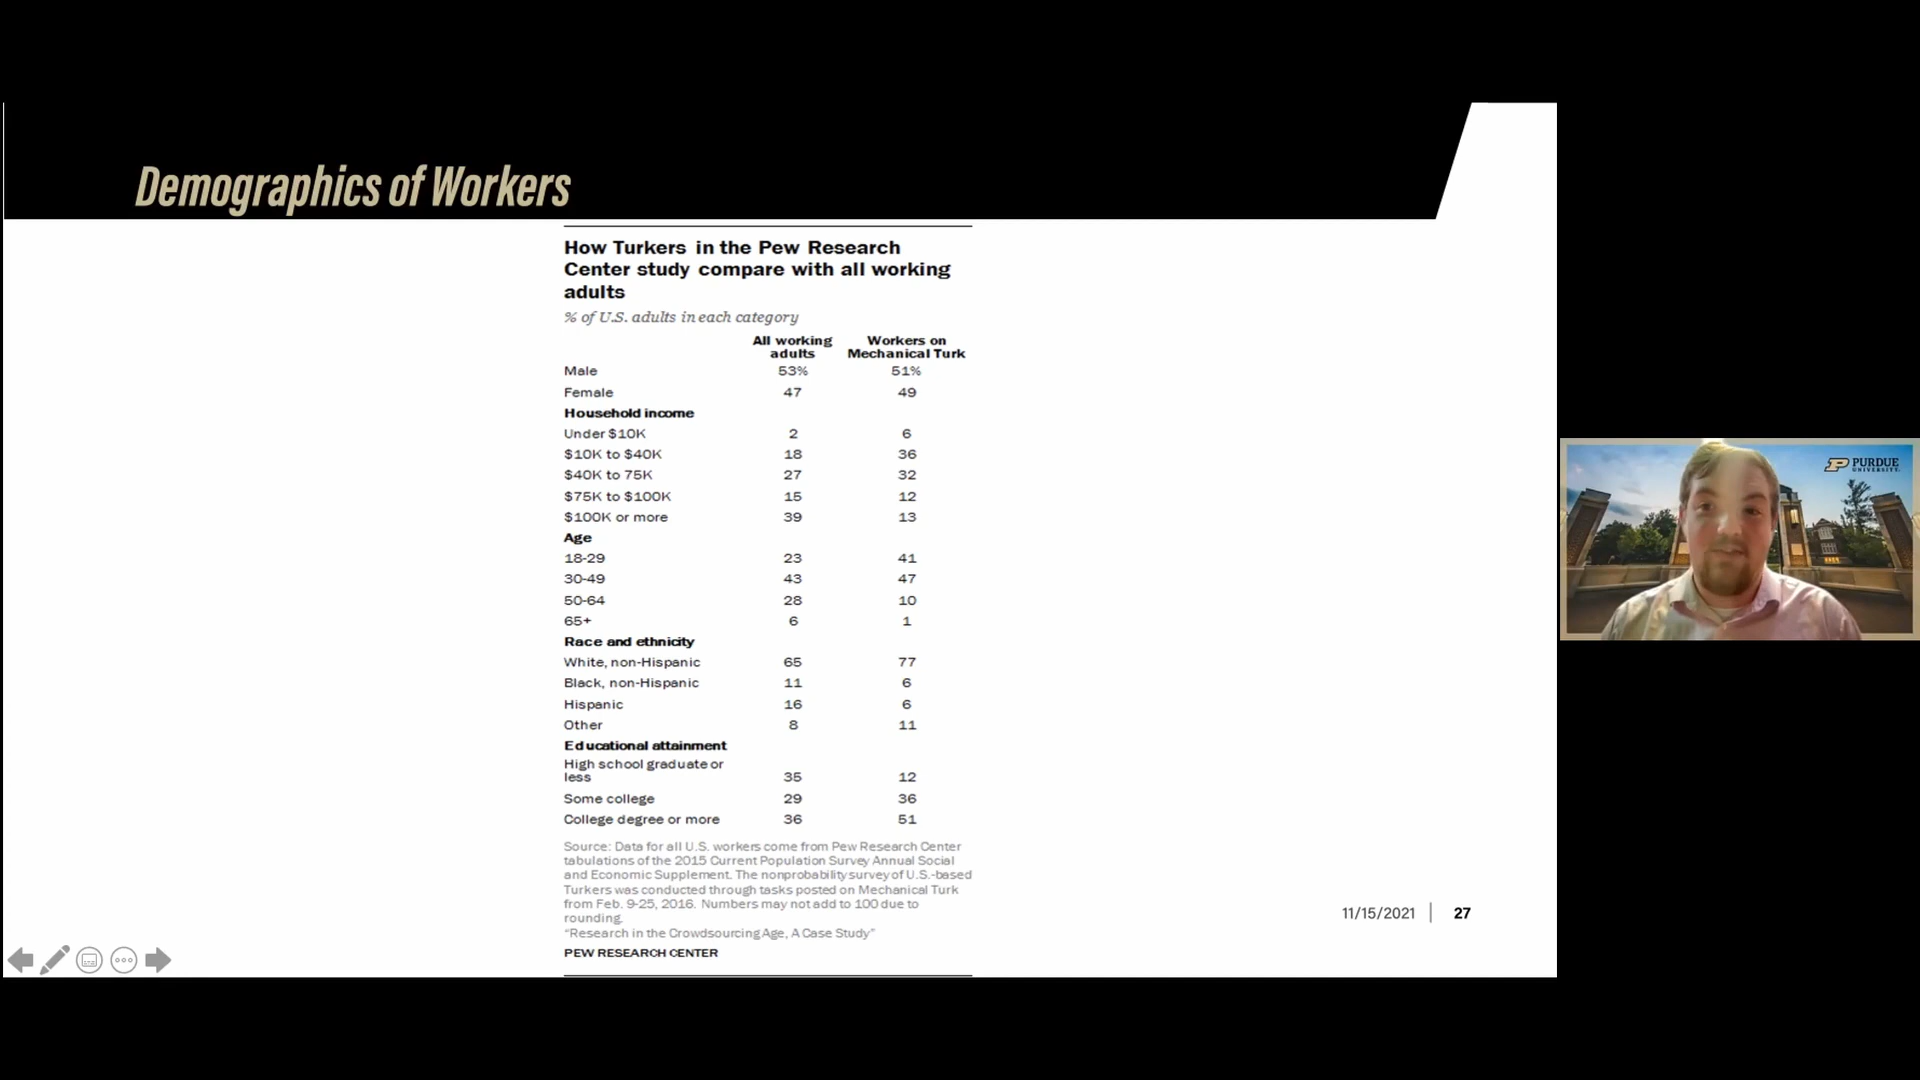 Demographics of Workers
How Turkers in the Pew Research
Center study compare with all working
adults
% of U.S. adults in each category
All working adults Workers on Mechanical Turk
Male 53% 51%
Female 47 49
Household income
Under $10K 2 6
$10K to $40K 18 36
$40K to 75K 27 32
$75K to $100K 15 12
$100K or more 39 13
Age
18-29 23 41
30-49 43 47
50-64 28 10
65+ 6 1
Race and ethnicity
White, non-Hispanic 65 77
Black, non-Hispanic 11 6
Hispanic 16 6
Other 8 11
Educational attainment
High school graduate or
less 35 12
Some college 29 36
College degree or more 36 51
Source: Data for all U.S. workers come from Pew Research Center
tabulations of the 2015 Current Population Survey Annual Social
and Economic Supplement. The nonprobability survey of U.S.-based
Turkers was conducted through tasks posted on Mechanical Turk
from Feb. 9-25, 2016. Numbers may not add to 100 due to
rounding.
"Research in the Crowdsourcing Age, A Case Study"
PEW RESEARCH CENTER
11/15/2021 27
PURDUE
UNIVERSITY